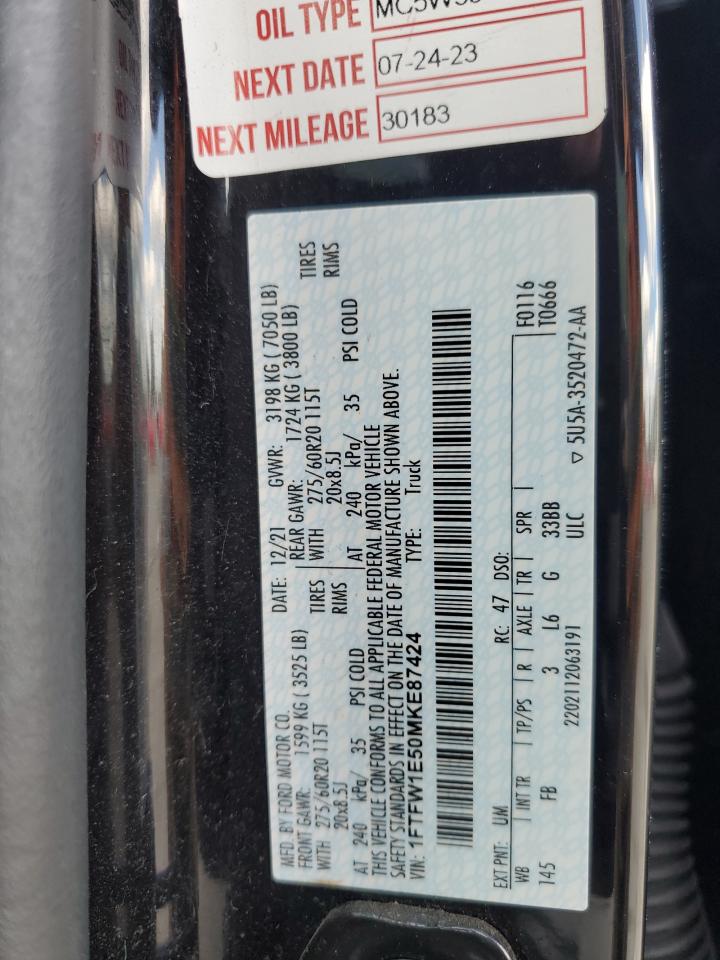 OIL TYPE
NEXT DATE 07-24-23
NEXT MILEAGE 30183
MFD. BY FORD MOTOR CO.
DATE: 12/21 GVWR: 3198 KG ( 7050 LB)
FRONT GAWR: 1599 KG ( 3525 LB) REAR GAWR: 1724 KG ( 3800 LB)
WITH 275/60R20 115T TIRES WITH 275/60R20 115T TIRES
20x8.5J RIMS 20x8.5J RIMS
AT 240 kPa/ 35 PSI COLD AT 240 kPa/ 35 PSI COLD
THIS VEHICLE CONFORMS TO ALL APPLICABLE FEDERAL MOTOR VEHICLE
SAFETY STANDARDS IN EFFECT ON THE DATE OF MANUFACTURE SHOWN ABOVE.
VIN: 1FTFW1E50MKE87424 TYPE: Truck
EXT PNT: UM RC: 47 DSO: F0116
WB INT TR TP/PS R AXLE TR SPR T0666
145 FB 3 L6 G 33BB
2202112063191 ULC ▽ 5U5A-3520472-AA